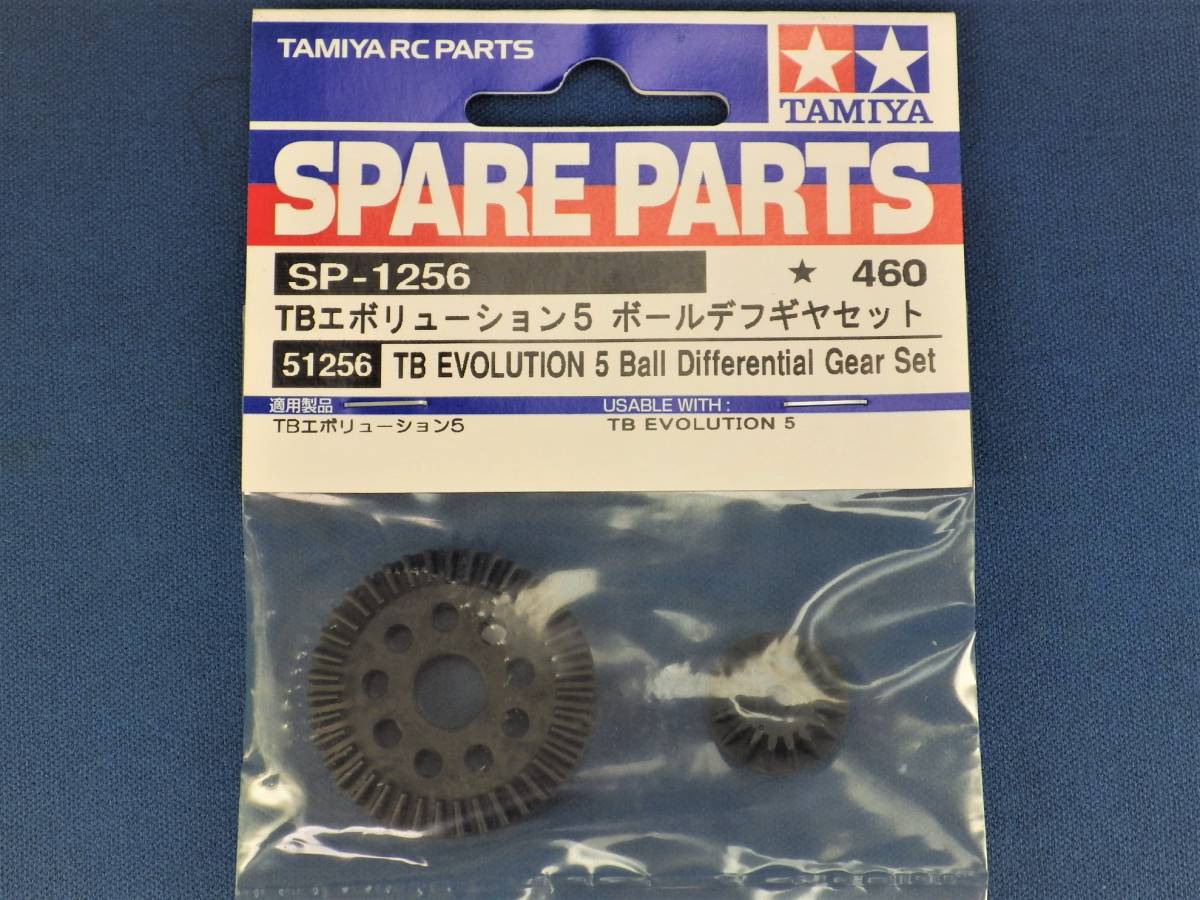 TAMIYA RC PARTS
TAMIYA
SPARE PARTS
SP-1256 ★ 460
TBエボリューション5 ボールデフギヤセット
51256 TB EVOLUTION 5 Ball Differential Gear Set
適用製品 USABLE WITH :
TBエボリューション5 TB EVOLUTION 5